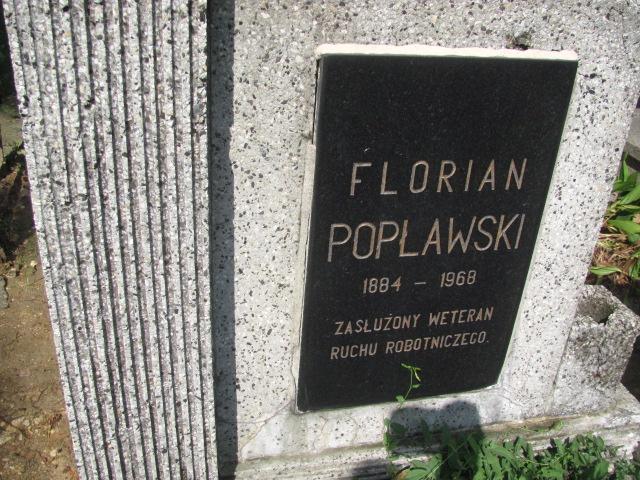 FLORIAN
POPŁAWSKI
1884 – 1968
ZASŁUŻONY WETERAN
RUCHU ROBOTNICZEGO.